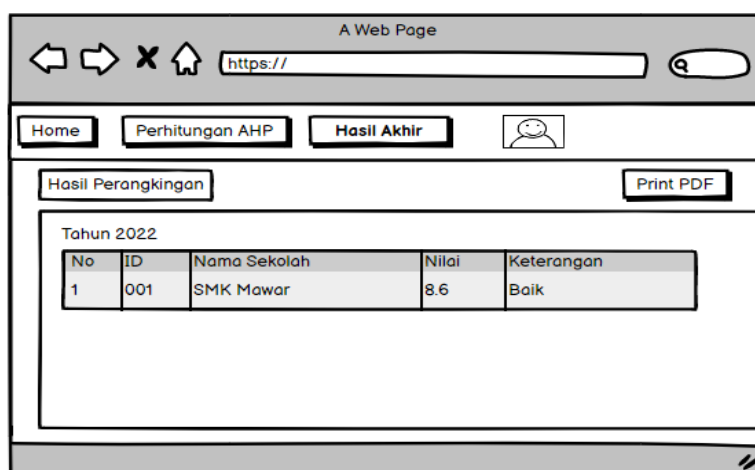 A Web Page
https://
Home Perhitungan AHP Hasil Akhir
Hasil Perangkingan Print PDF
Tahun 2022
No ID Nama Sekolah Nilai Keterangan
1 001 SMK Mawar 8.6 Baik